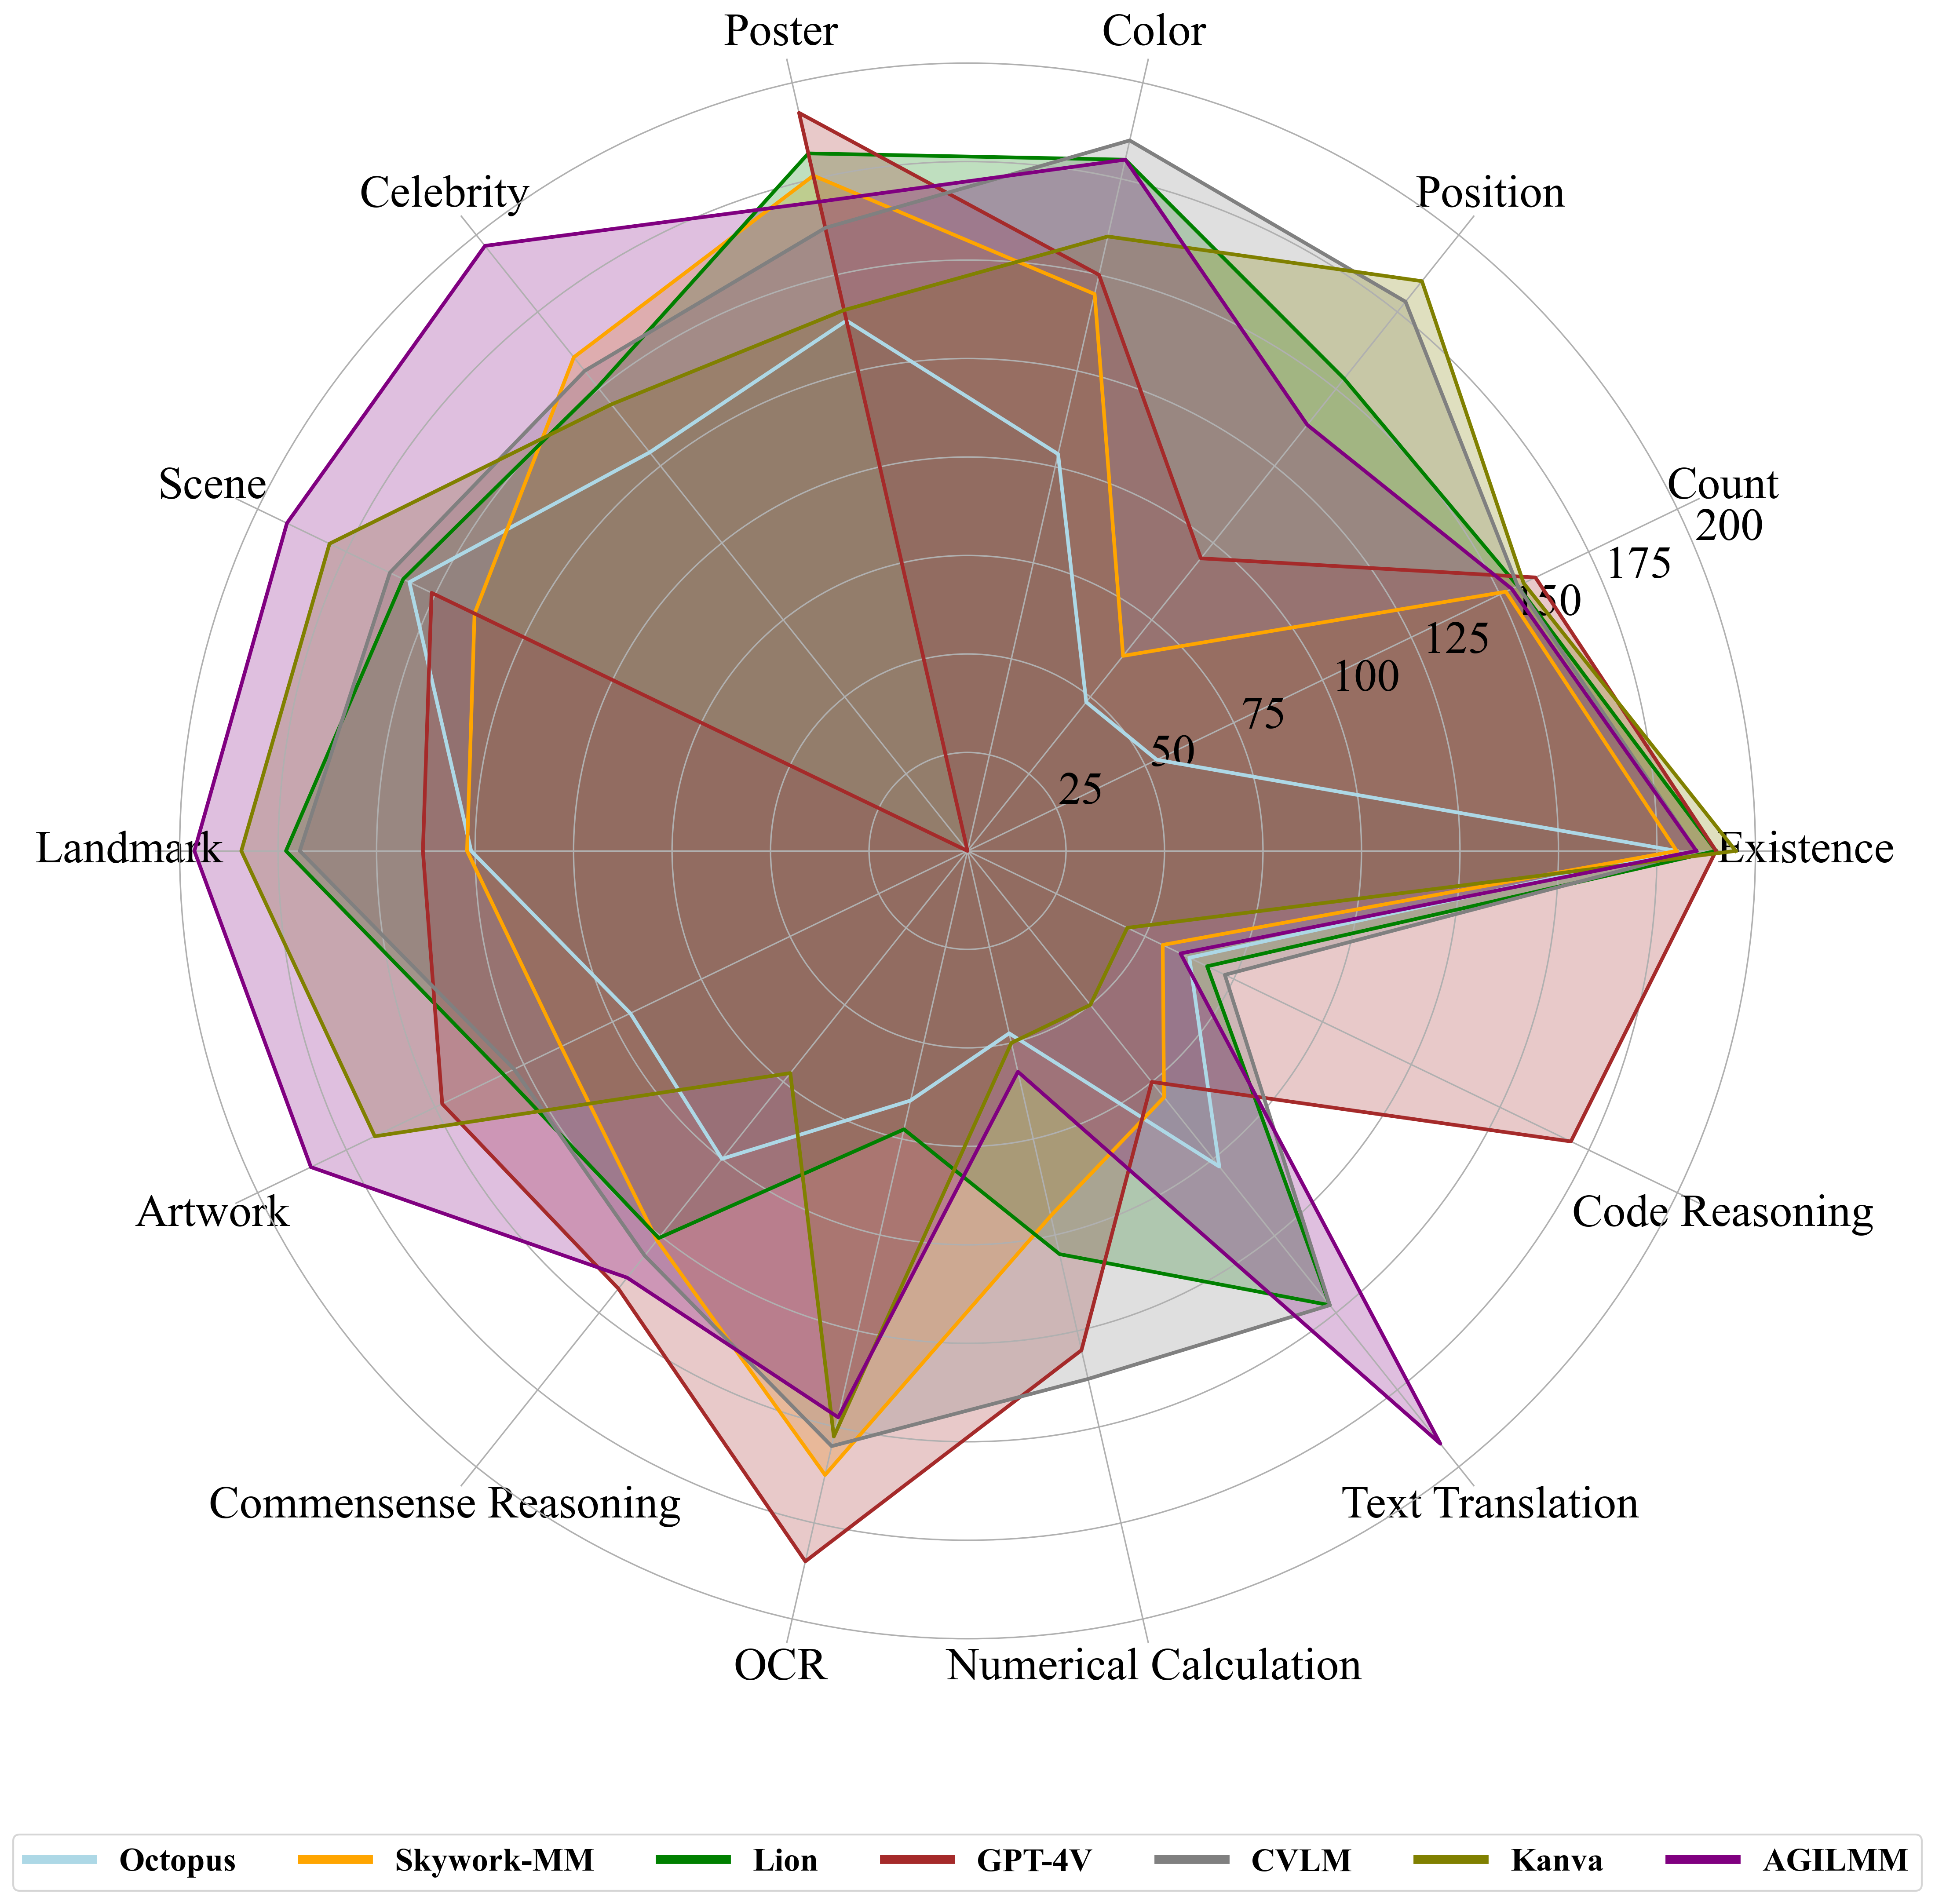 Poster
Color
Celebrity
Position
Scene
Count
200
175
150
125
100
75
50
25
Landmark
Existence
Artwork
Code Reasoning
Commensense Reasoning
Text Translation
OCR
Numerical Calculation
Octopus
Skywork-MM
Lion
GPT-4V
CVLM
Kanva
AGILMM